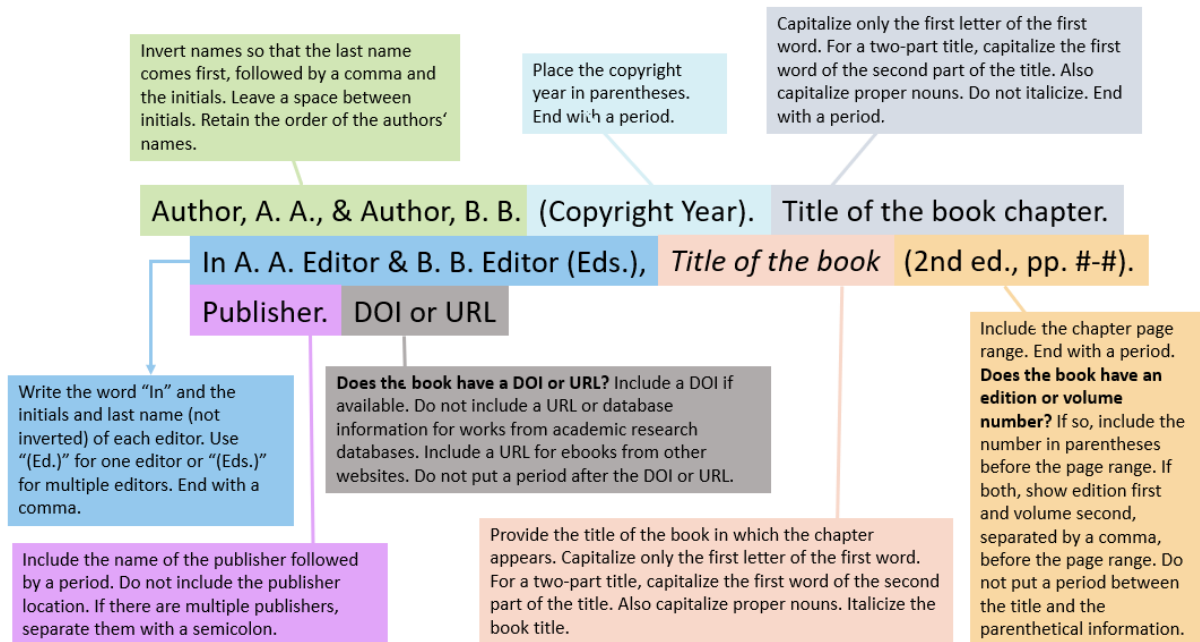 Invert names so that the last name
comes first, followed by a comma and
the initials. Leave a space between
initials. Retain the order of the authors‘
names.
Place the copyright
year in parentheses.
End with a period.
Capitalize only the first letter of the first
word. For a two-part title, capitalize the first
word of the second part of the title. Also
capitalize proper nouns. Do not italicize. End
with a period.
Author, A. A., & Author, B. B. (Copyright Year). Title of the book chapter.
In A. A. Editor & B. B. Editor (Eds.), Title of the book (2nd ed., pp. #-#).
Publisher. DOI or URL
Write the word “In” and the
initials and last name (not
inverted) of each editor. Use
“(Ed.)” for one editor or “(Eds.)”
for multiple editors. End with a
comma.
Does the book have a DOI or URL? Include a DOI if
available. Do not include a URL or database
information for works from academic research
databases. Include a URL for ebooks from other
websites. Do not put a period after the DOI or URL.
Include the chapter page
range. End with a period.
Does the book have an
edition or volume
number? If so, include the
number in parentheses
before the page range. If
both, show edition first
and volume second,
separated by a comma,
before the page range. Do
not put a period between
the title and the
parenthetical information.
Include the name of the publisher followed
by a period. Do not include the publisher
location. If there are multiple publishers,
separate them with a semicolon.
Provide the title of the book in which the chapter
appears. Capitalize only the first letter of the first word.
For a two-part title, capitalize the first word of the second
part of the title. Also capitalize proper nouns. Italicize the
book title.